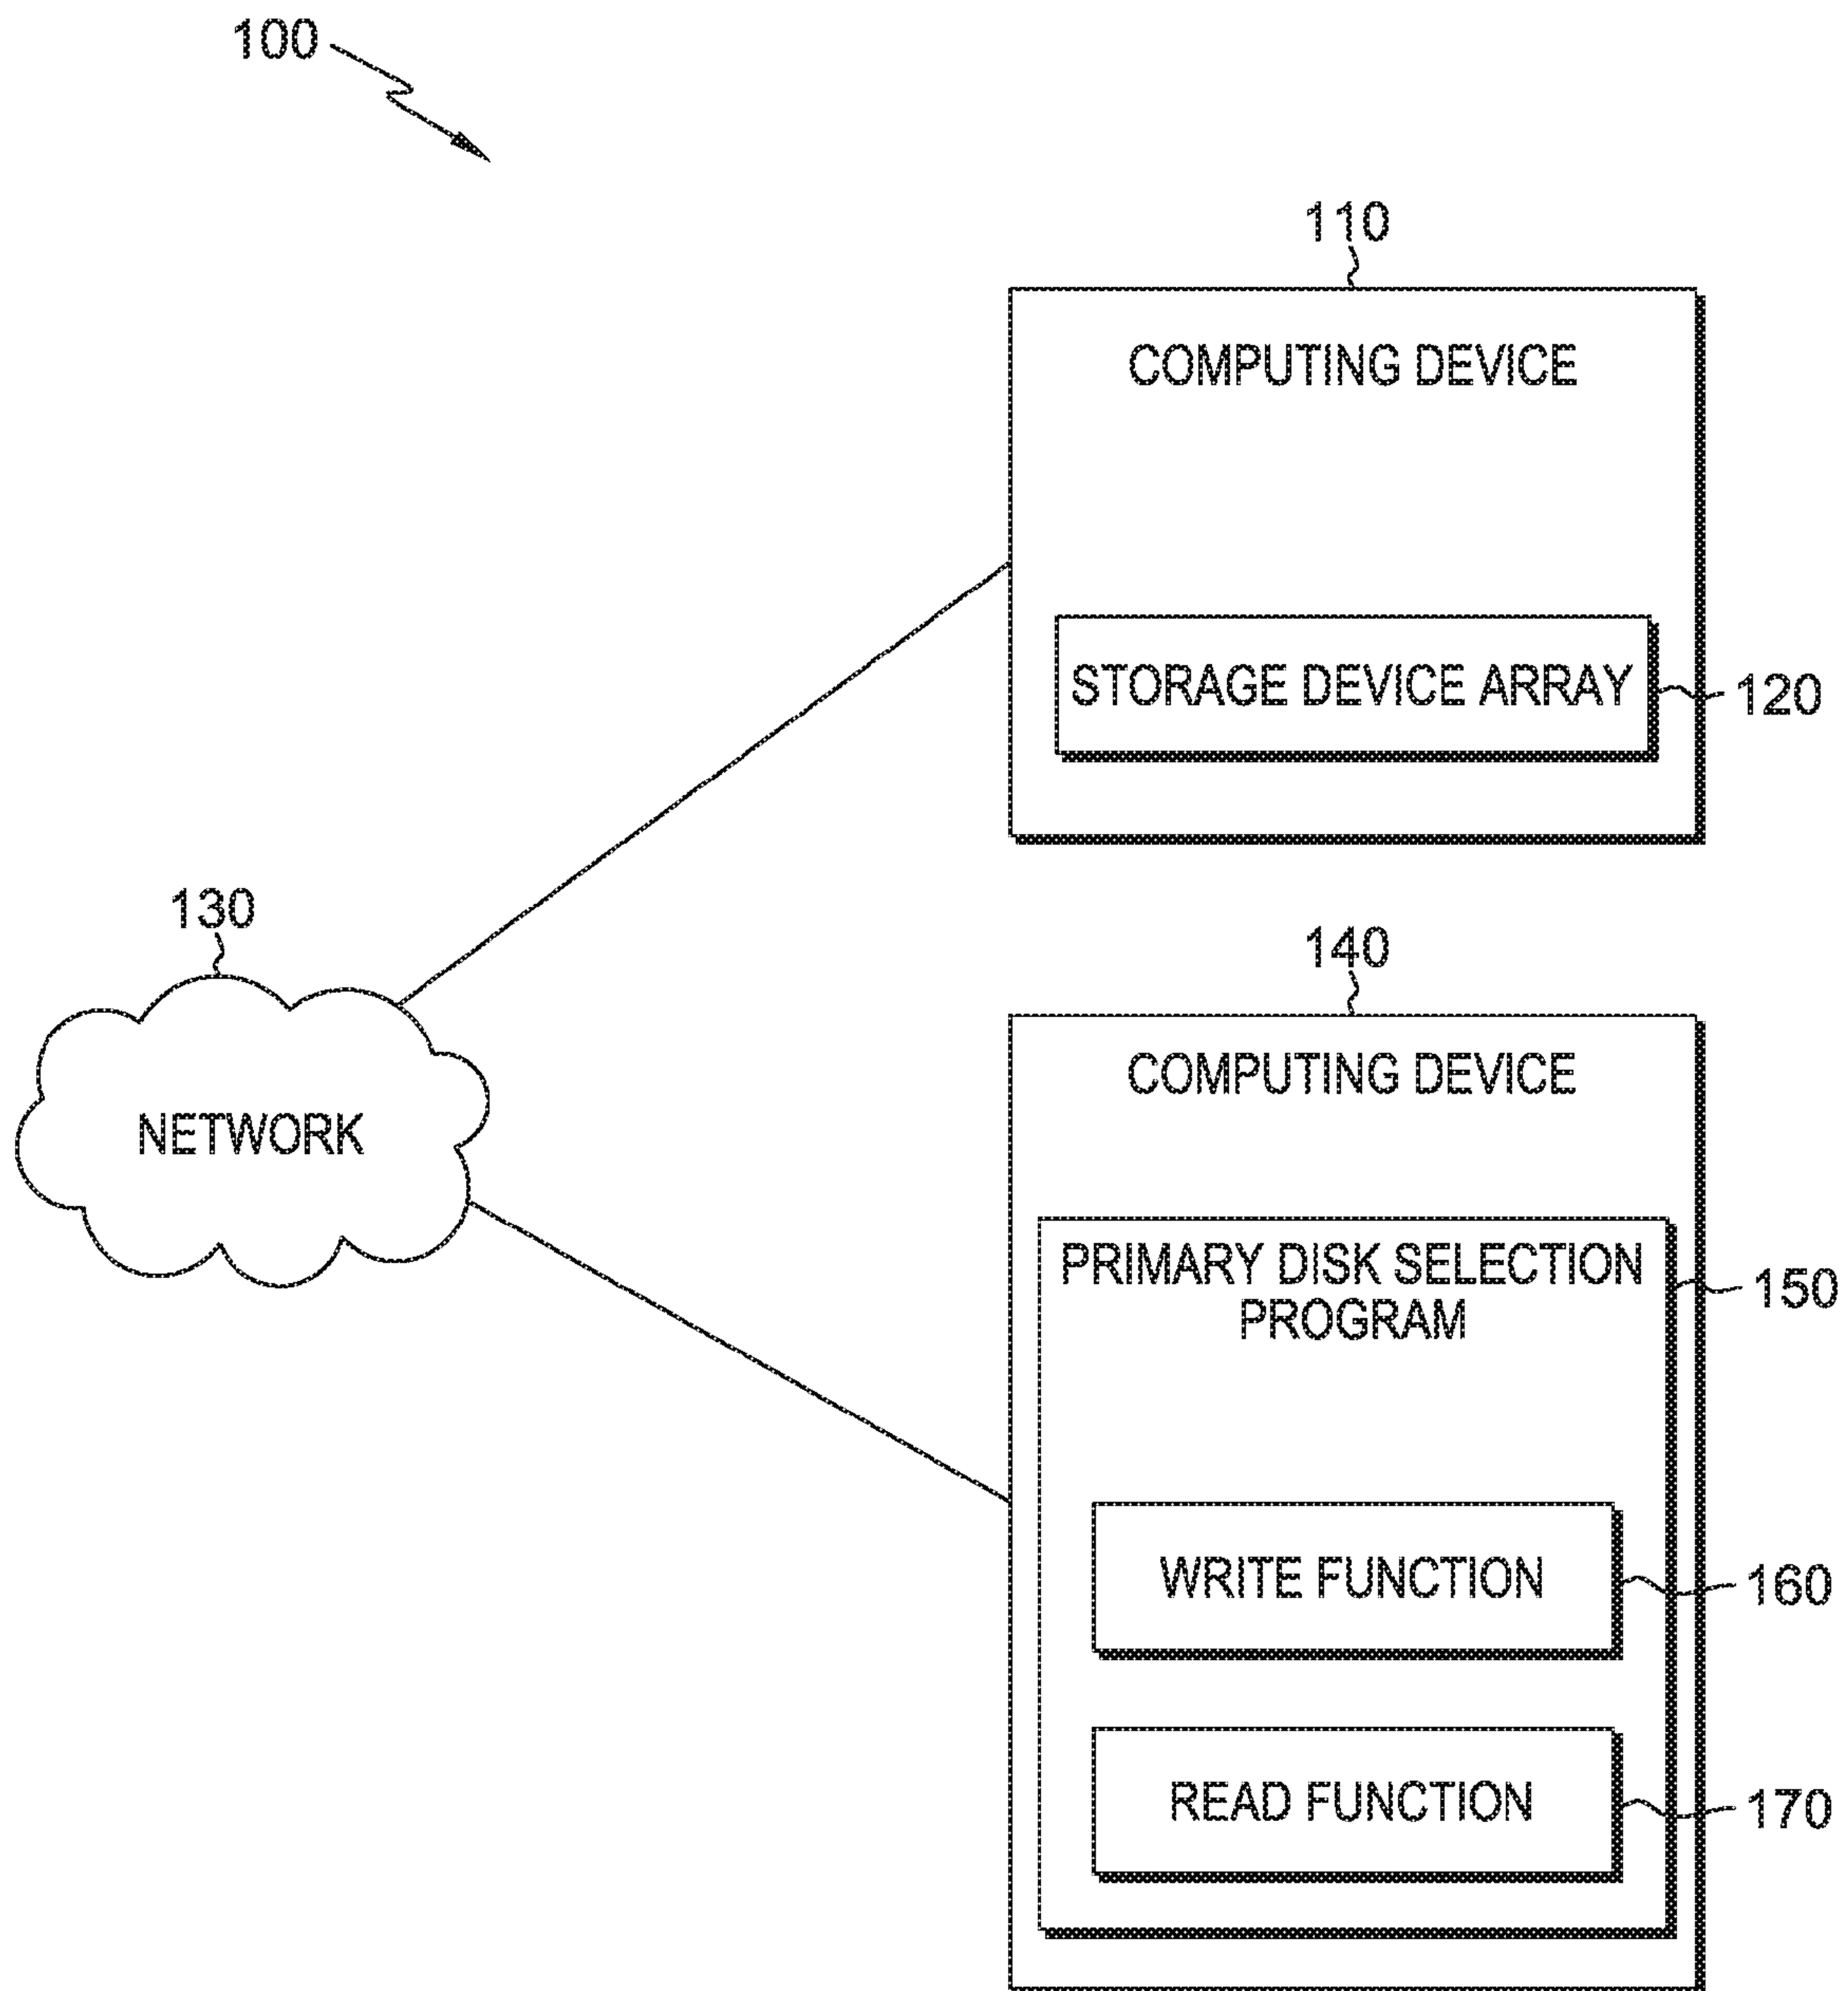 100
110
COMPUTING DEVICE
STORAGE DEVICE ARRAY
120
130
NETWORK
140
COMPUTING DEVICE
PRIMARY DISK SELECTION
PROGRAM
150
WRITE FUNCTION
160
READ FUNCTION
170